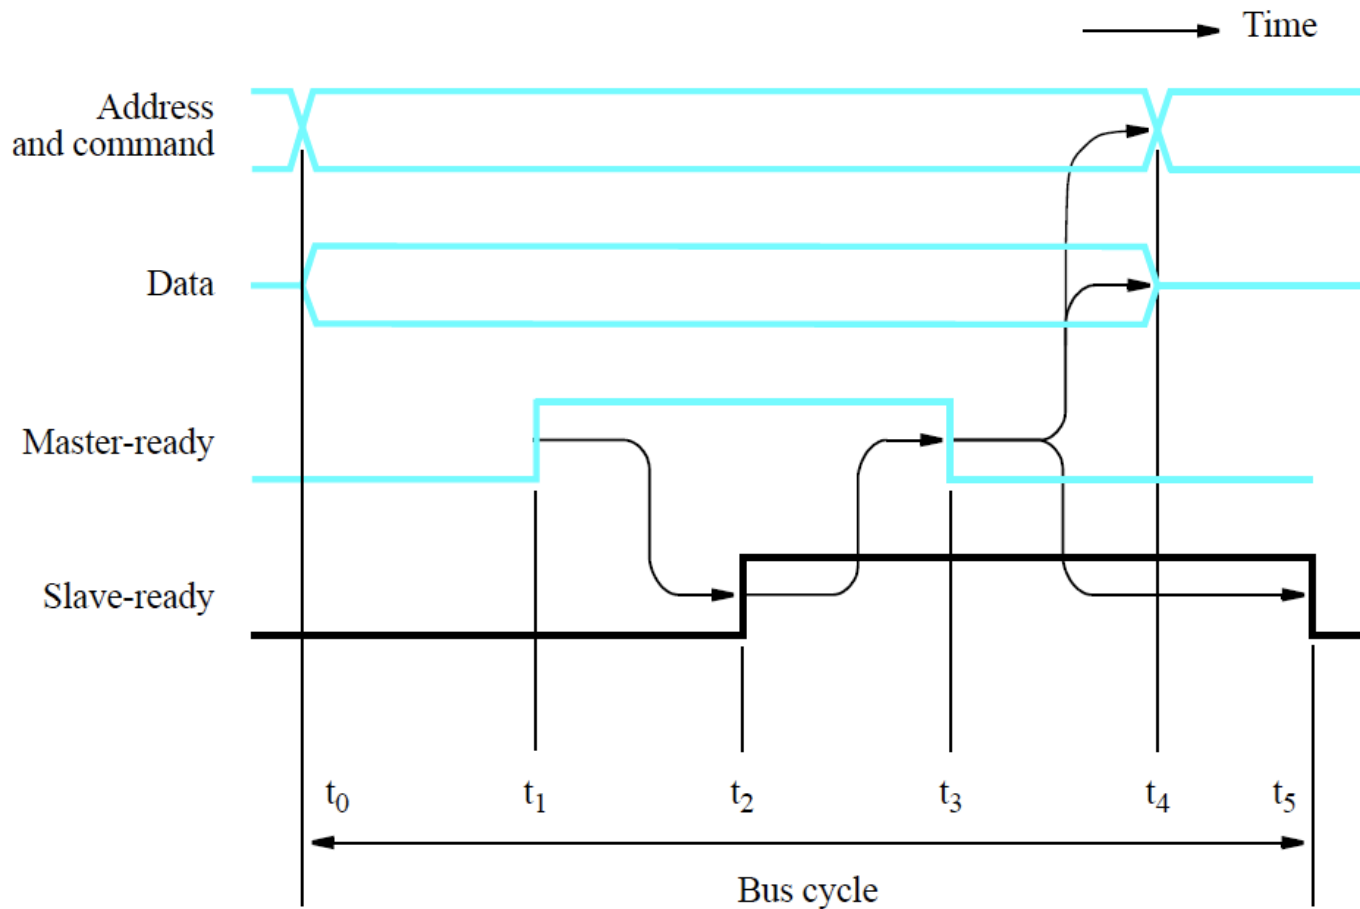 Time
Address
and command
Data
Master-ready
Slave-ready
t0 t1 t2 t3 t4 t5
Bus cycle